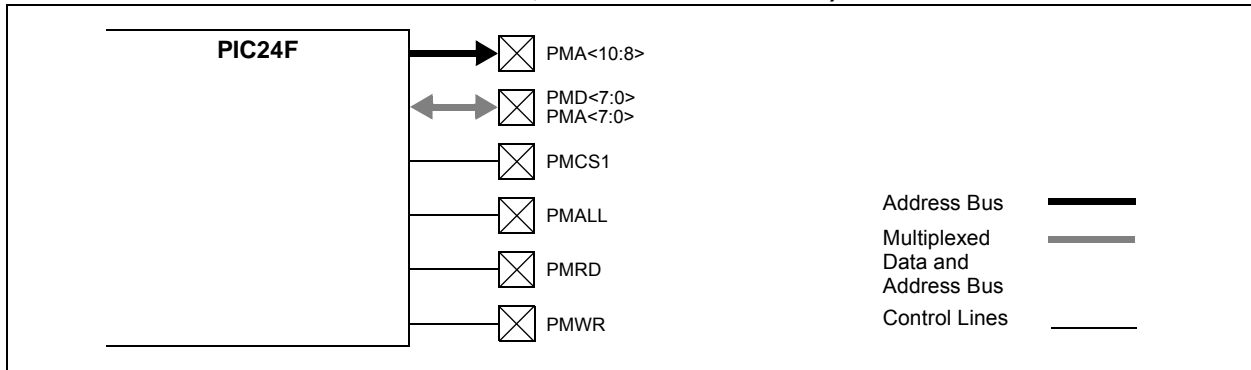 PIC24F
PMA<10:8>
PMD<7:0>
PMA<7:0>
PMCS1
PMALL
PMRD
PMWR
Address Bus
Multiplexed
Data and
Address Bus
Control Lines